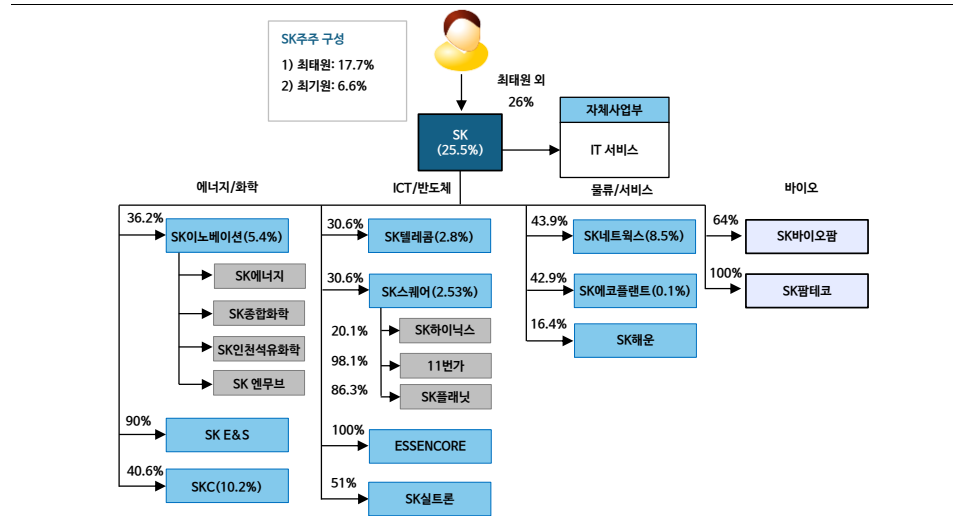 SK주주 구성
1) 최태원: 17.7%
2) 최기원: 6.6%
최태원 외
26%
SK
(25.5%)
자체사업부
IT 서비스
에너지/화학
36.2%
SK이노베이션(5.4%)
SK에너지
SK종합화학
SK인천석유화학
SK 엔무브
90%
SK E&S
40.6%
SKC(10.2%)
ICT/반도체
30.6%
SK텔레콤(2.8%)
30.6%
SK스퀘어(2.53%)
20.1%
SK하이닉스
98.1%
11번가
86.3%
SK플래닛
100%
ESSENCORE
51%
SK실트론
물류/서비스
43.9%
SK네트웍스(8.5%)
42.9%
SK에코플랜트(0.1%)
16.4%
SK해운
바이오
64%
SK바이오팜
100%
SK팜테코